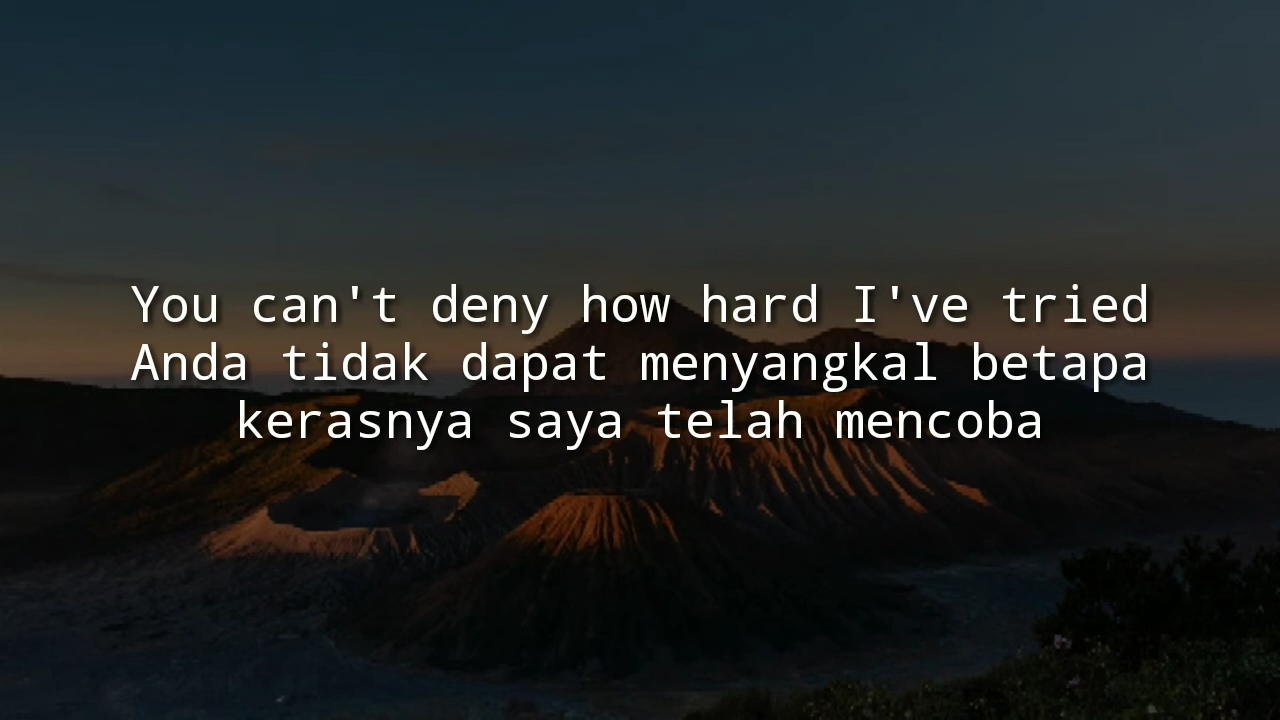 You can't deny how hard I've tried
Anda tidak dapat menyangkal betapa
kerasnya saya telah mencoba